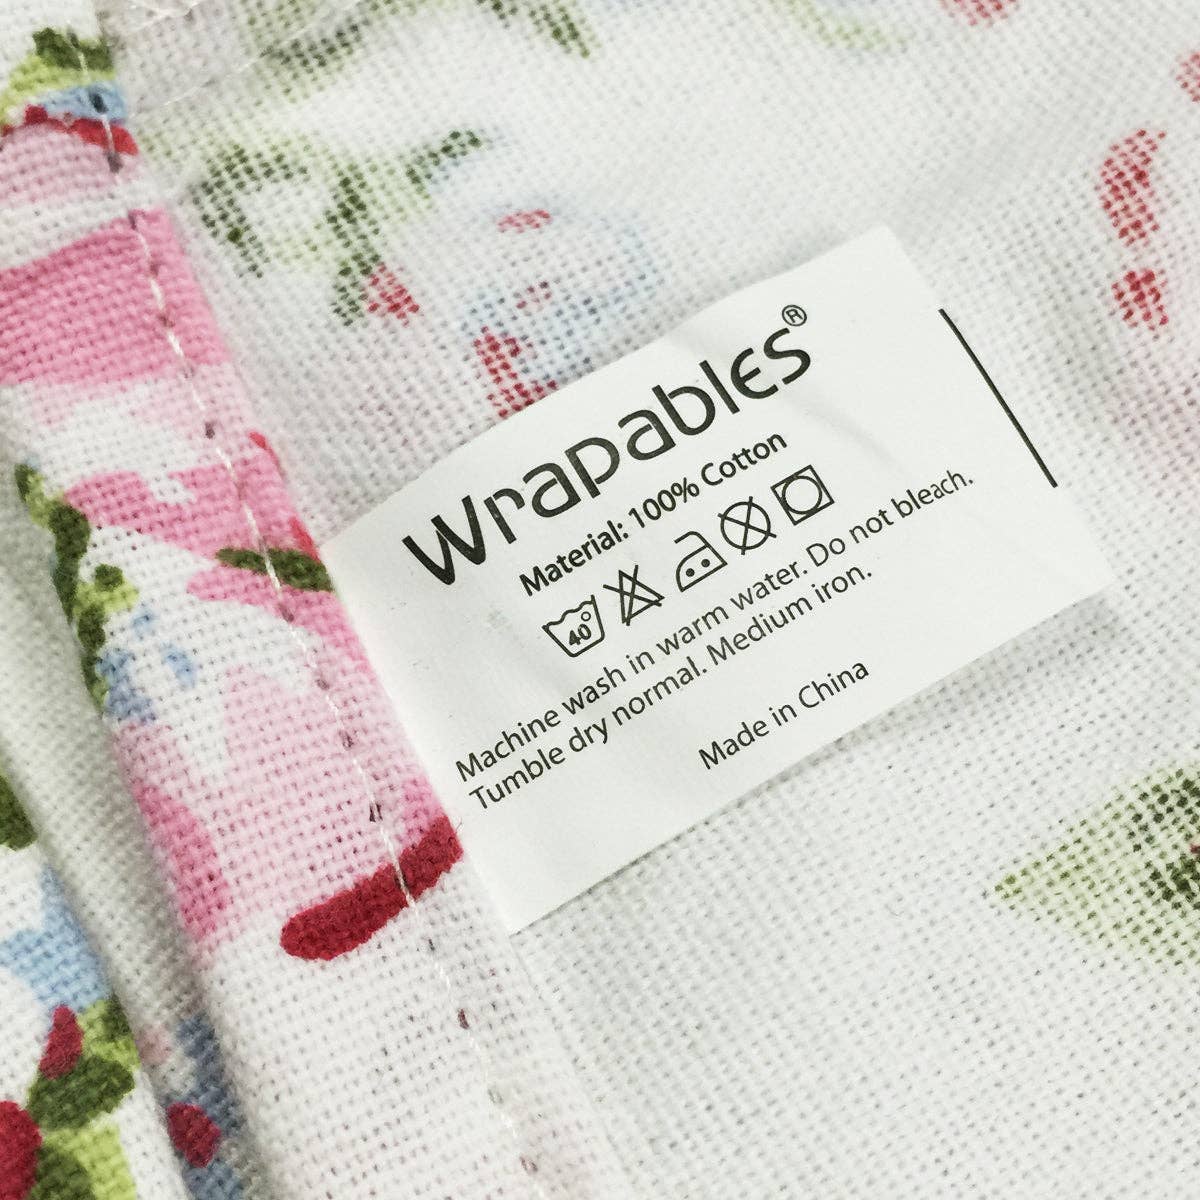 Wrapables®
Material: 100% Cotton
40°
Machine wash in warm water. Do not bleach.
Tumble dry normal. Medium iron.
Made in China